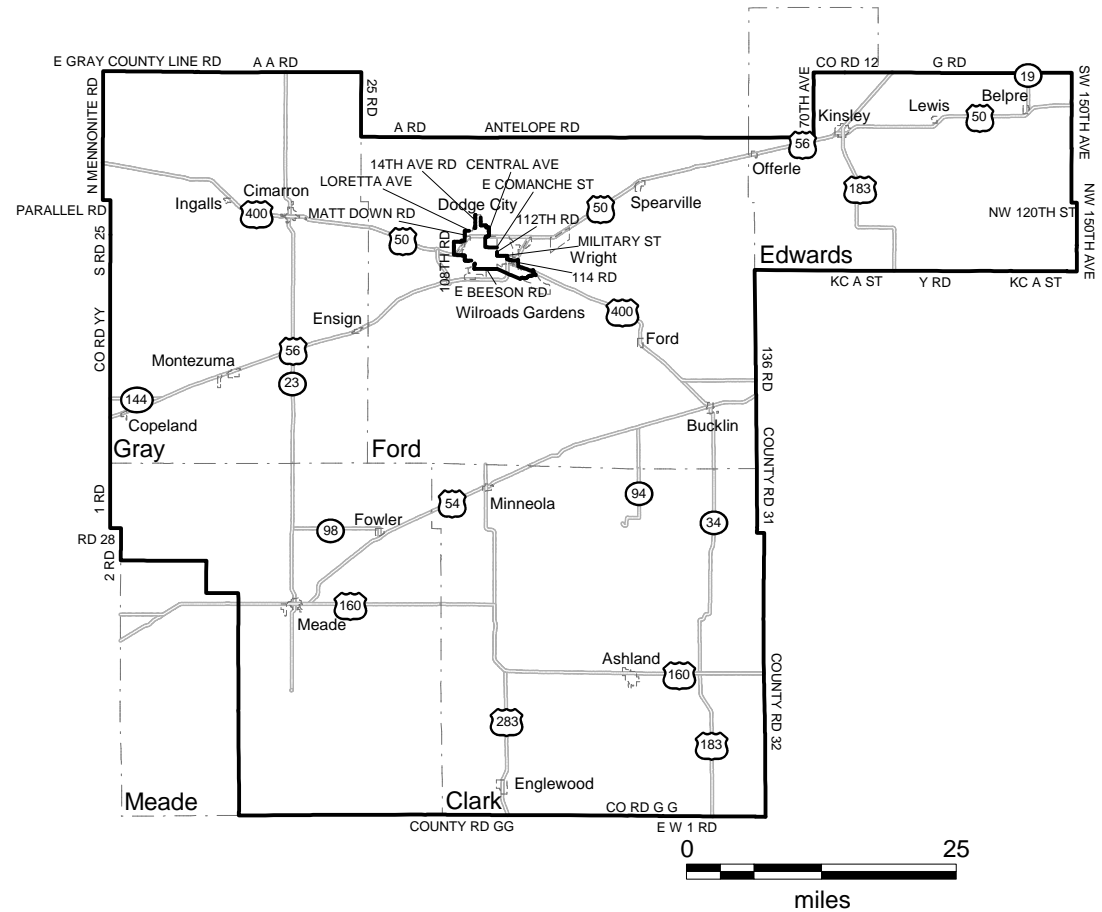 E GRAY COUNTY LINE RD
A A RD
25 RD
N MENNONITE RD
A RD
ANTELOPE RD
70TH AVE
CO RD 12
G RD
19
SW 150TH AVE
Belpre
Lewis
50
Kinsley
56
Offerle
183
NW 120TH ST
NW 150TH AVE
Edwards
KC A ST
Y RD
KC A ST
14TH AVE RD
CENTRAL AVE
LORETTA AVE
E COMANCHE ST
Dodge City
MATT DOWN RD
112TH RD
50
Spearville
MILITARY ST
Wright
108TH RD
114 RD
E BEESON RD
Wilroads Gardens
PARALLEL RD
Ingalls
400
Cimarron
50
S RD 25
CO RD YY
Ensign
400
Ford
Montezuma
56
23
144
Copeland
136 RD
Bucklin
Gray
Ford
COUNTY RD 31
1 RD
54
Minneola
94
34
Fowler
98
RD 28
2 RD
160
Meade
Ashland
160
COUNTY RD 32
283
183
Englewood
Meade
Clark
CO RD G G
COUNTY RD GG
E W 1 RD
0
25
miles